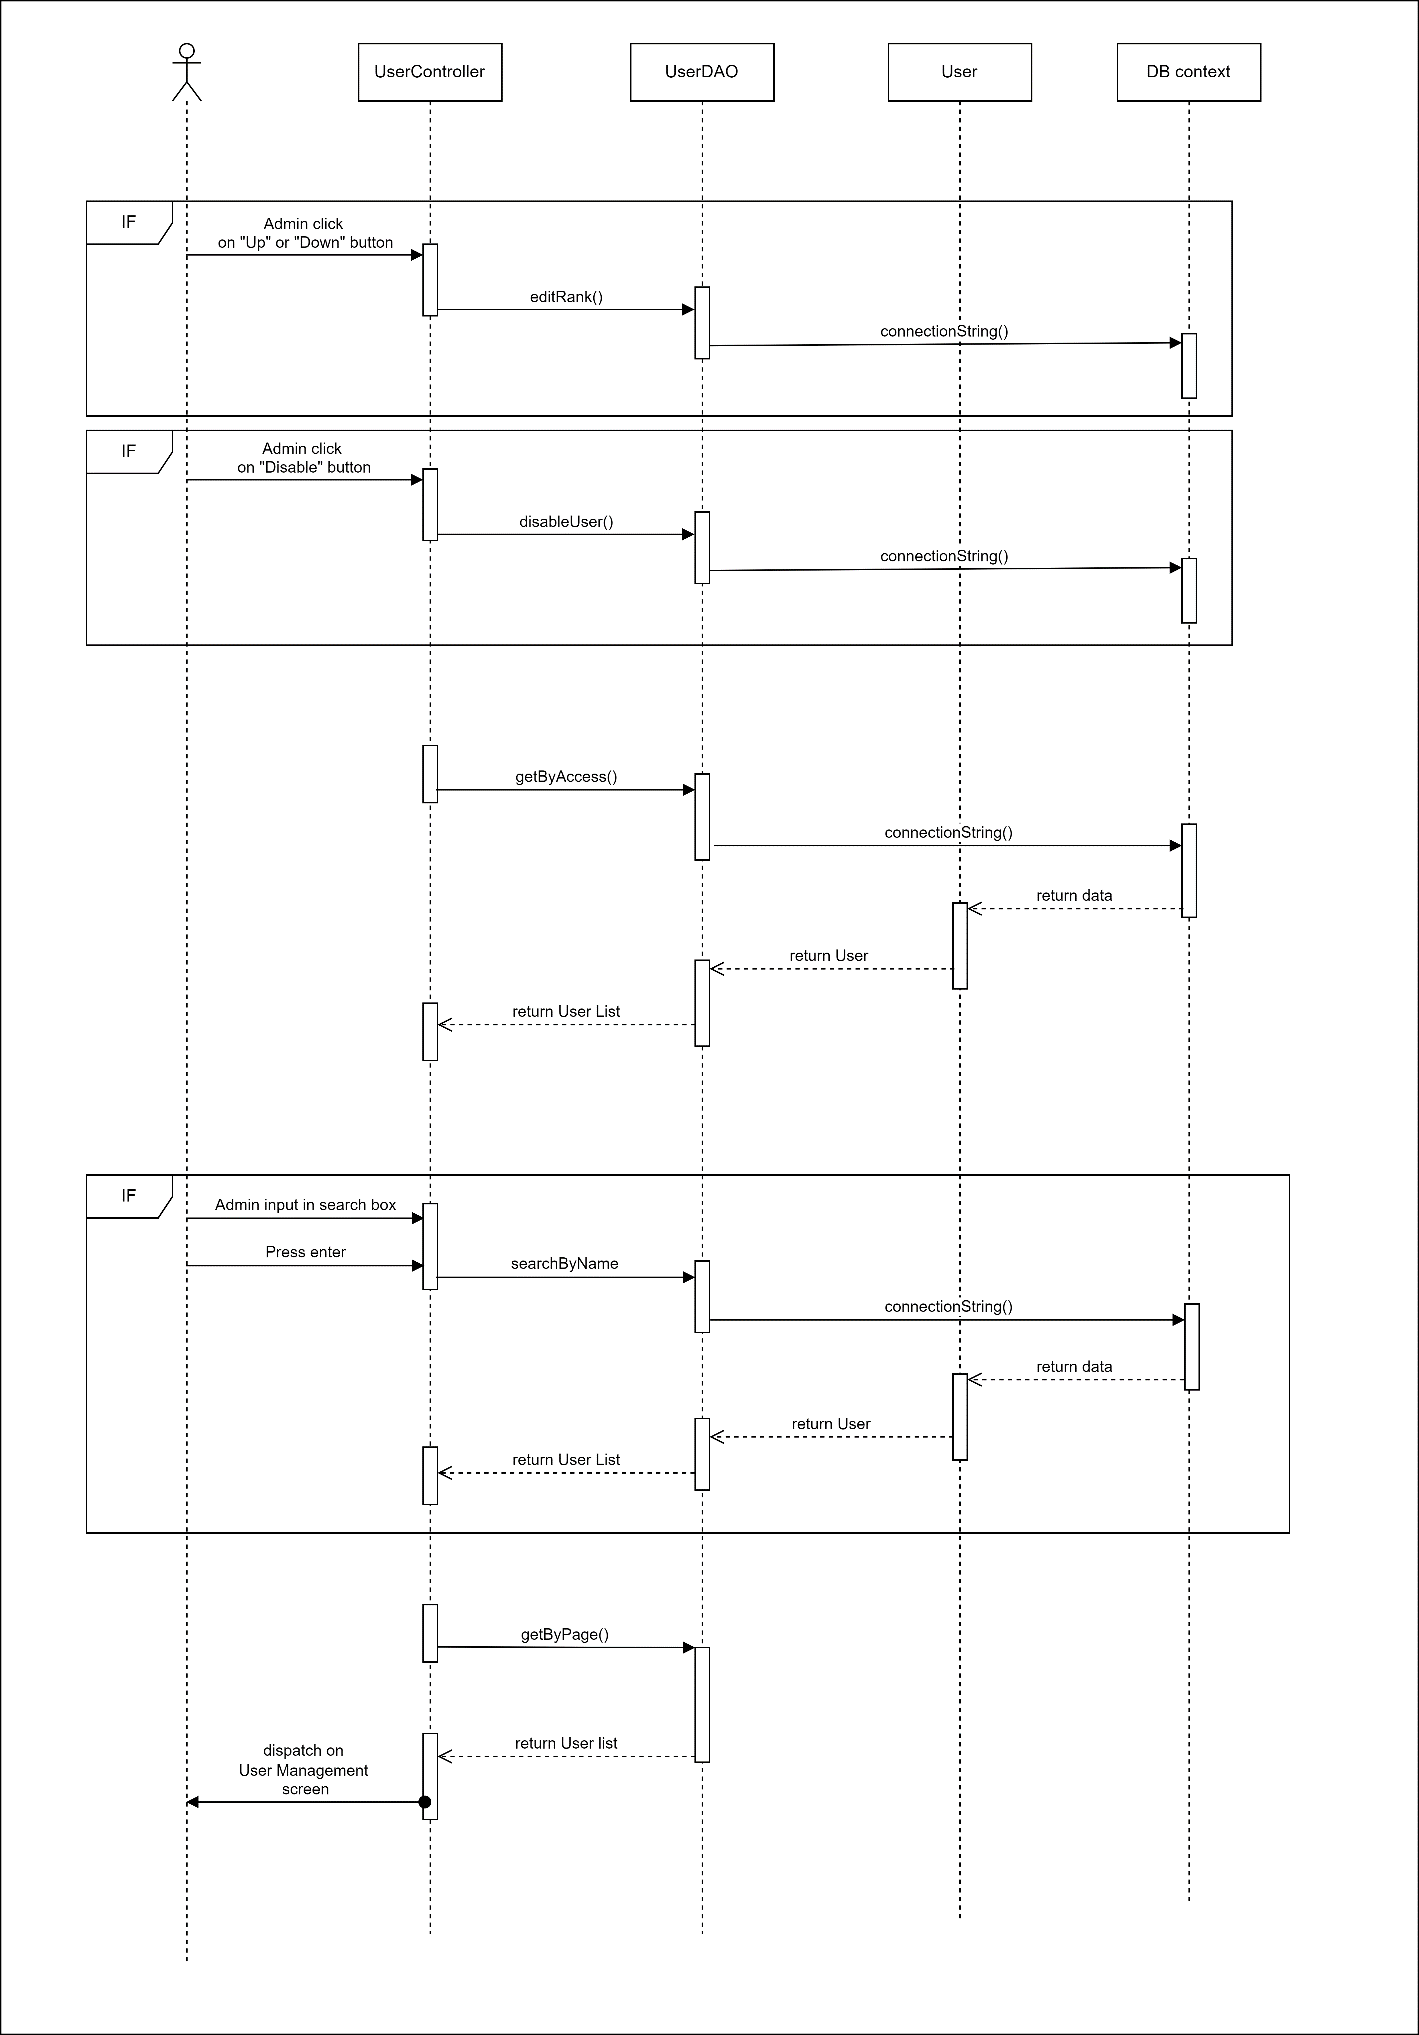 UserController
UserDAO
User
DB context
IF
Admin click
on "Up" or "Down" button
editRank()
connectionString()
IF
Admin click
on "Disable" button
disableUser()
connectionString()
getByAccess()
connectionString()
return data
return User
return User List
IF
Admin input in search box
Press enter
searchByName
connectionString()
return data
return User
return User List
getByPage()
return User list
dispatch on
User Management
screen